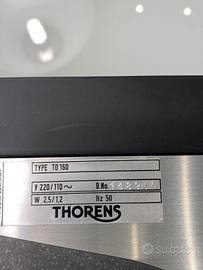 TYPE TD 160
V 220/110 ~ B.No.
W 2,5/1,2 Hz 50
THORENS
subito